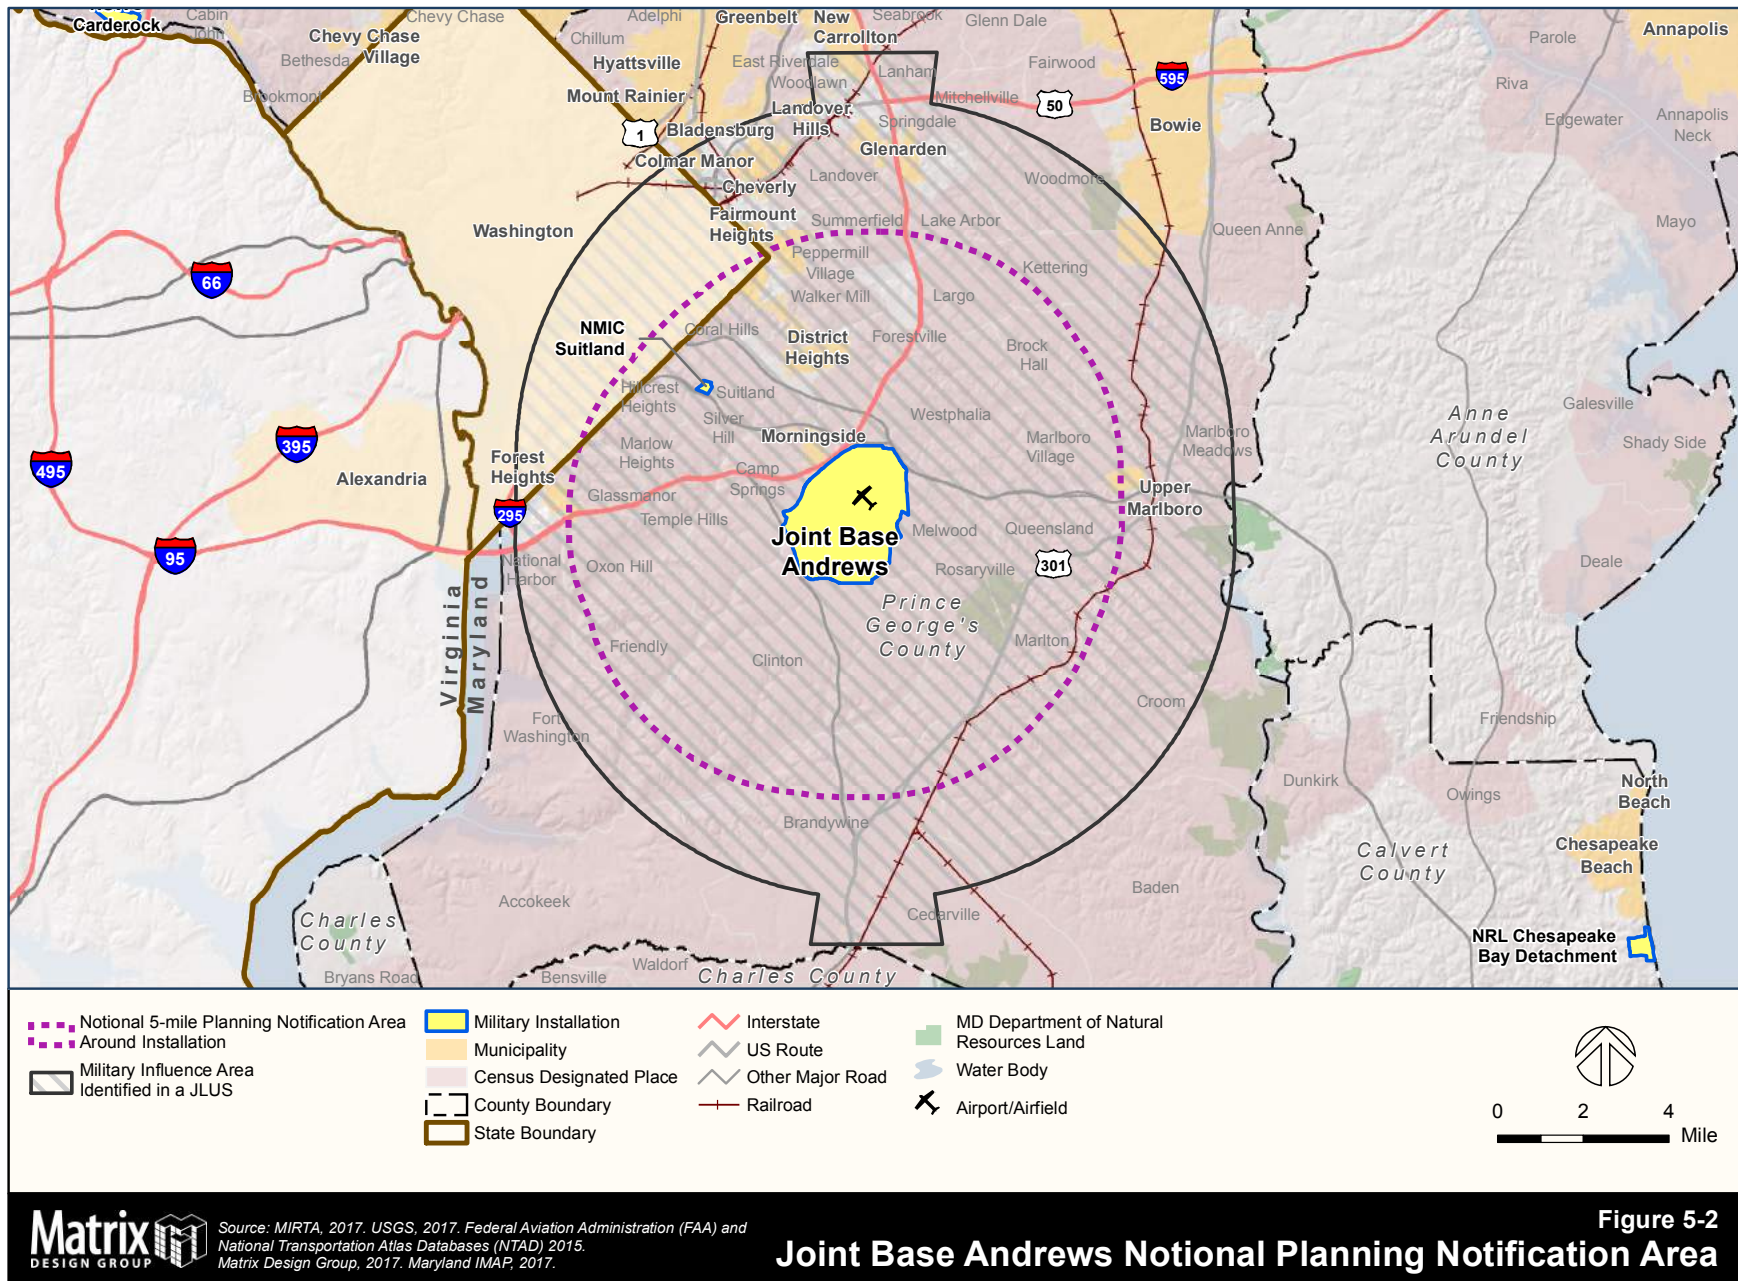 Carderock
Cabin
John
Chevy Chase
Chevy Chase
Village
Bethesda
Brookmont
Adelphi
Chillum
Hyattsville
Mount Rainier
1
Greenbelt
New
Carrollton
Seabrook
Glenn Dale
East Riverdale
Woodlawn
Lanham
Fairwood
Landover
Hills
Mitchellville
50
595
Parole
Annapolis
Riva
Edgewater
Annapolis
Neck
Bladensburg
Springdale
Bowie
Colmar Manor
Glenarden
Cheverly
Landover
Woodmore
Fairmount
Heights
Summerfield
Lake Arbor
Queen Anne
Mayo
Washington
66
Peppermill
Village
Kettering
Walker Mill
Largo
NMIC
Suitland
Coral Hills
District
Heights
Forestville
Brock
Hall
Hillcrest
Heights
Suitland
Silver
Hill
Westphalia
Anne
Arundel
County
Galesville
Shady Side
395
495
Marlow
Heights
Morningside
Marlboro
Village
Marlboro
Meadows
Alexandria
Forest
Heights
Camp
Springs
Glassmanor
295
Upper
Marlboro
Temple Hills
Joint Base
Andrews
Melwood
Queensland
95
National
Harbor
Oxon Hill
Rosaryville
301
Deale
Virginia
Maryland
Prince
George's
County
Friendly
Clinton
Marlton
Croom
Fort
Washington
Friendship
Dunkirk
Owings
North
Beach
Brandywine
Calvert
County
Chesapeake
Beach
Accokeek
Baden
Cedarville
Charles
County
NRL Chesapeake
Bay Detachment
Bryans Road
Bensville
Waldorf
Charles County
Notional 5-mile Planning Notification Area
Around Installation
Military Influence Area
Identified in a JLUS
Military Installation
Municipality
Census Designated Place
County Boundary
State Boundary
Interstate
US Route
Other Major Road
Railroad
MD Department of Natural
Resources Land
Water Body
Airport/Airfield
0 2 4
Mile
Matrix
DESIGN GROUP
Source: MIRTA, 2017. USGS, 2017. Federal Aviation Administration (FAA) and
National Transportation Atlas Databases (NTAD) 2015.
Matrix Design Group, 2017. Maryland IMAP, 2017.
Figure 5-2
Joint Base Andrews Notional Planning Notification Area